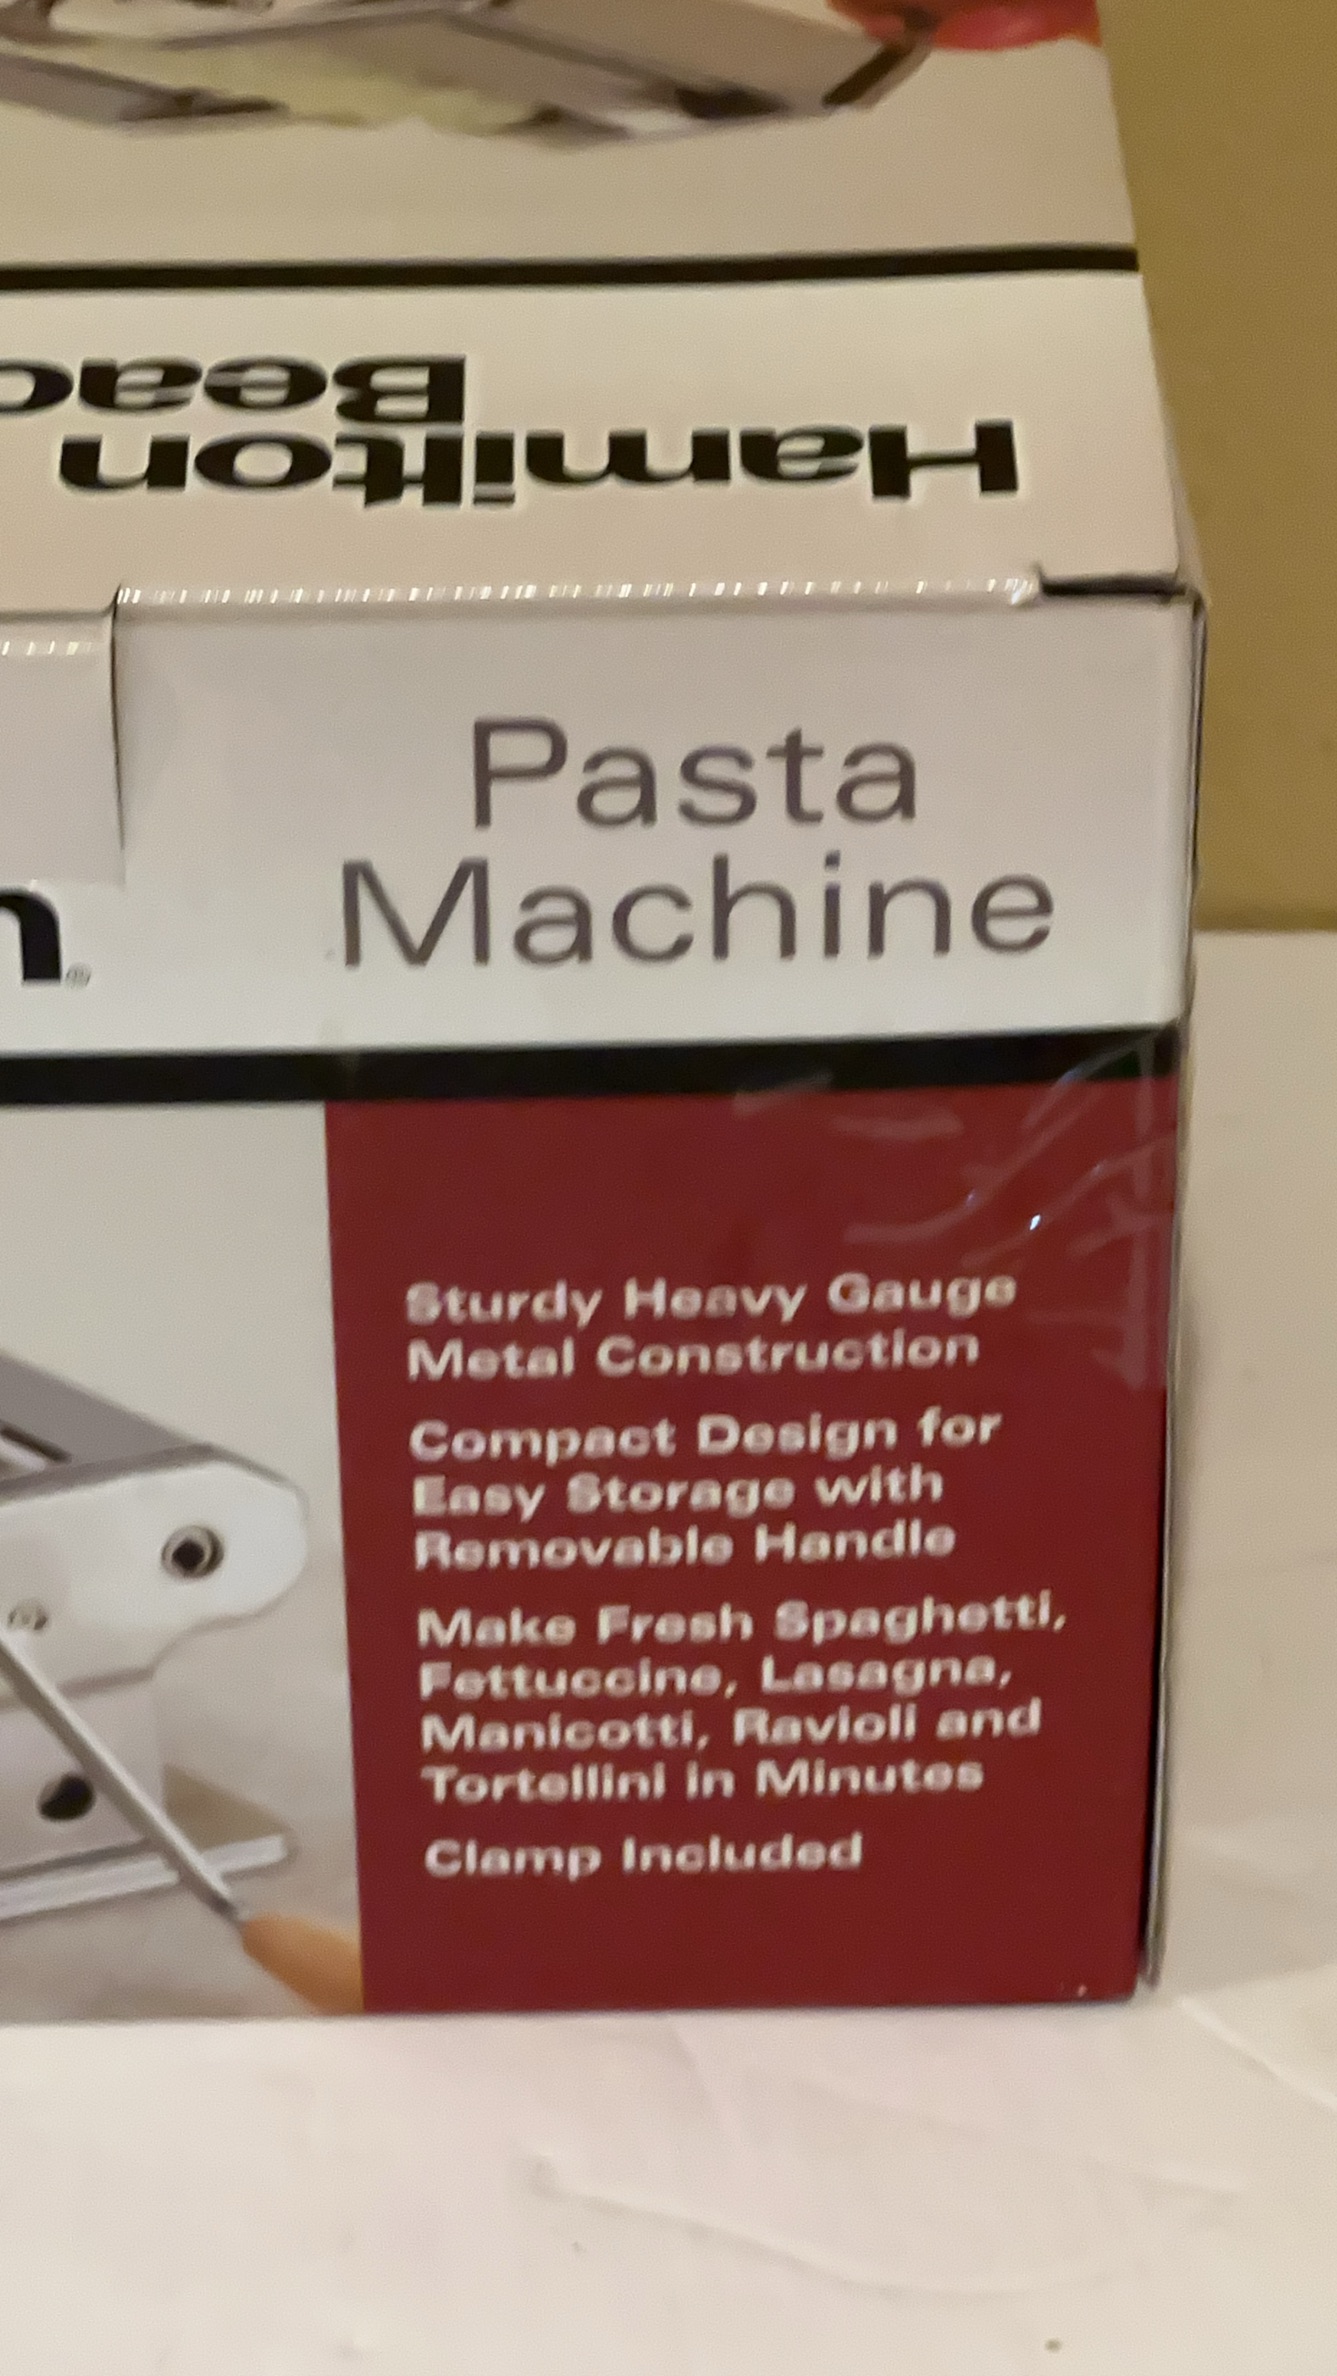 Hamilton
Beac
Pasta
Machine
n®
Sturdy Heavy Gauge
Metal Construction
Compact Design for
Easy Storage with
Removable Handle
Make Fresh Spaghetti,
Fettuccine, Lasagna,
Manicotti, Ravioli and
Tortellini in Minutes
Clamp Included